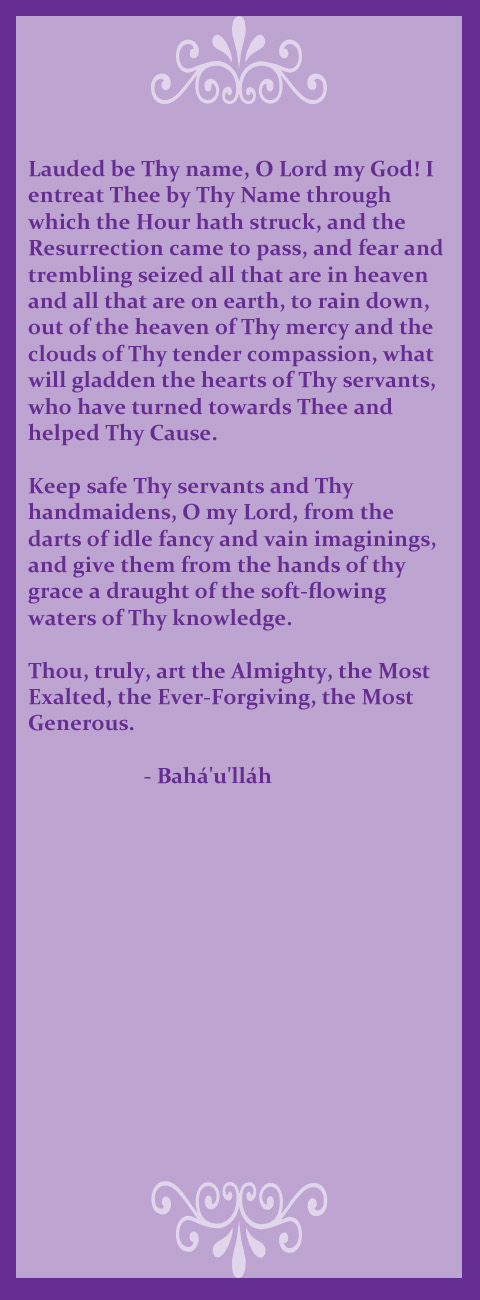 Lauded be Thy name, O Lord my God! I
entreat Thee by Thy Name through
which the Hour hath struck, and the
Resurrection came to pass, and fear and
trembling seized all that are in heaven
and all that are on earth, to rain down,
out of the heaven of Thy mercy and the
clouds of Thy tender compassion, what
will gladden the hearts of Thy servants,
who have turned towards Thee and
helped Thy Cause.
Keep safe Thy servants and Thy
handmaidens, O my Lord, from the
darts of idle fancy and vain imaginings,
and give them from the hands of thy
grace a draught of the soft-flowing
waters of Thy knowledge.
Thou, truly, art the Almighty, the Most
Exalted, the Ever-Forgiving, the Most
Generous.
- Bahá'u'lláh